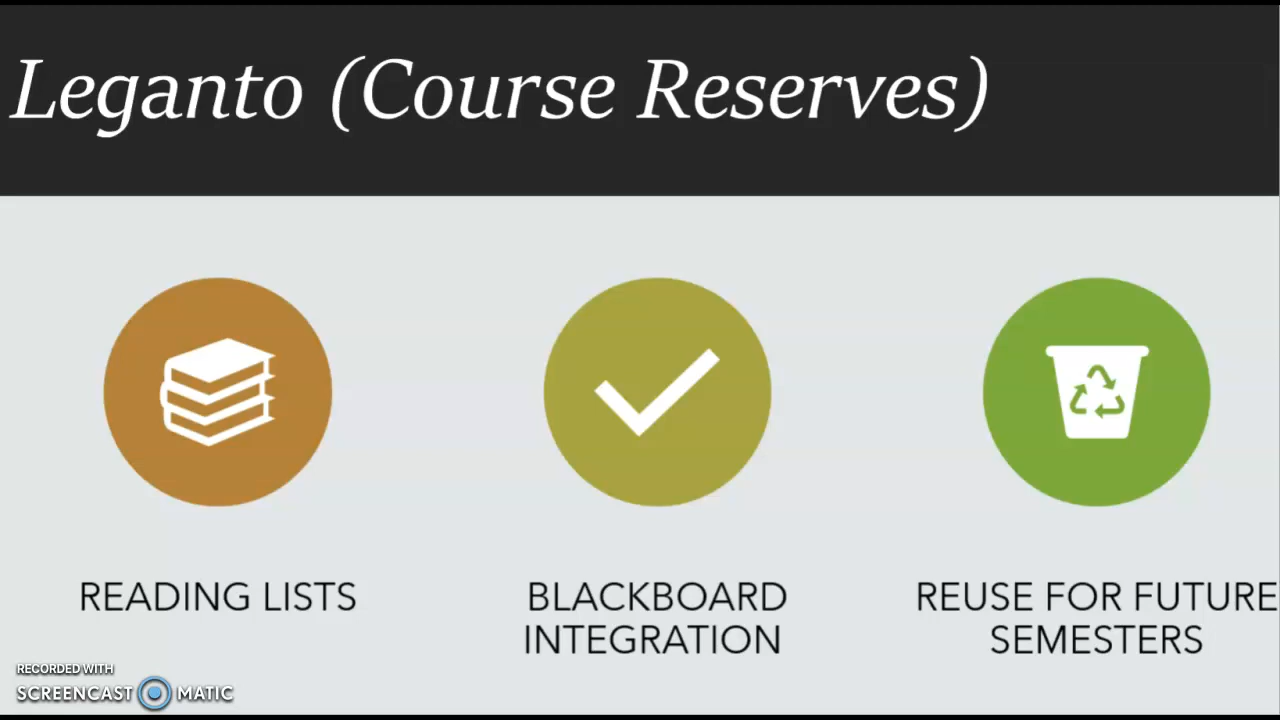 Leganto (Course Reserves)
READING LISTS
BLACKBOARD
INTEGRATION
REUSE FOR FUTURE
SEMESTERS
RECORDED WITH
SCREENCAST MATIC